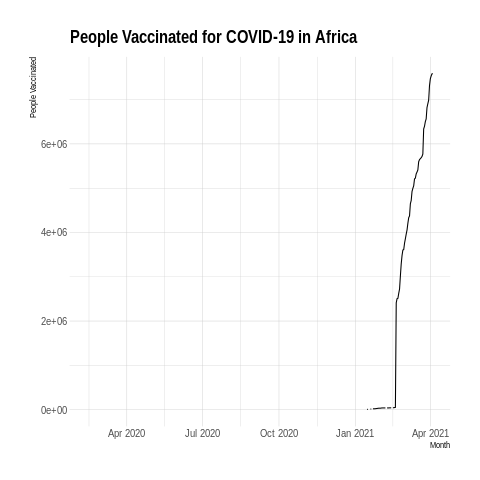 People Vaccinated for COVID-19 in Africa
People Vaccinated
6e+06
4e+06
2e+06
0e+00
Apr 2020 Jul 2020 Oct 2020 Jan 2021 Apr 2021
Month